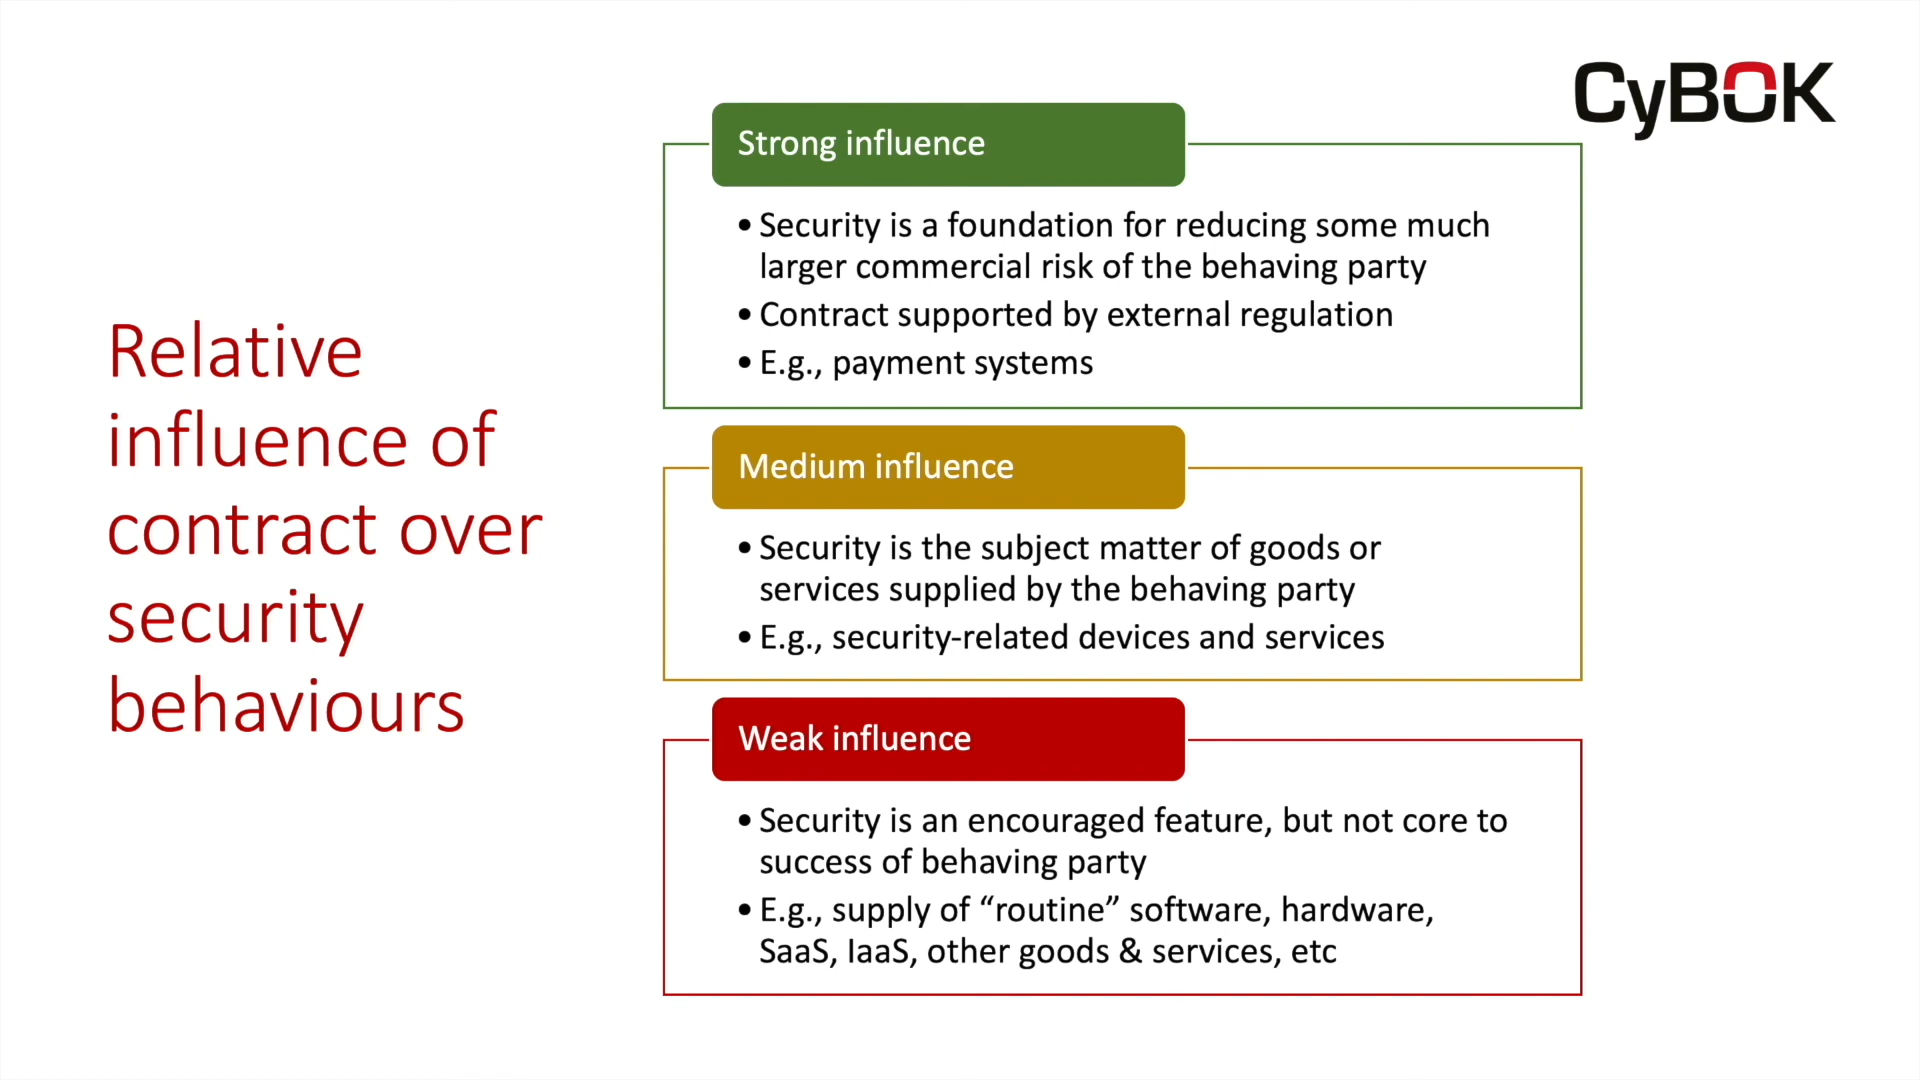 CyBOK
Relative
influence of
contract over
security
behaviours
Strong influence
• Security is a foundation for reducing some much
larger commercial risk of the behaving party
• Contract supported by external regulation
• E.g., payment systems
Medium influence
• Security is the subject matter of goods or
services supplied by the behaving party
• E.g., security-related devices and services
Weak influence
• Security is an encouraged feature, but not core to
success of behaving party
• E.g., supply of “routine” software, hardware,
SaaS, IaaS, other goods & services, etc